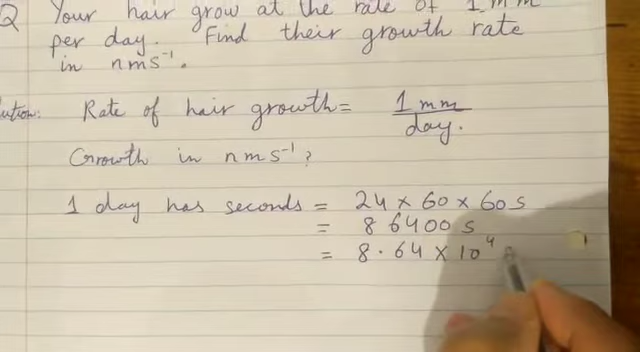 Q Your hair grow at the rate of 1 mm
per day. Find their growth rate
in nms⁻¹.
ution: Rate of hair growth = 1 mm / day.
Growth in nms⁻¹?
1 day has seconds = 24 × 60 × 60 s
= 86400 s
= 8.64 × 10⁴ s